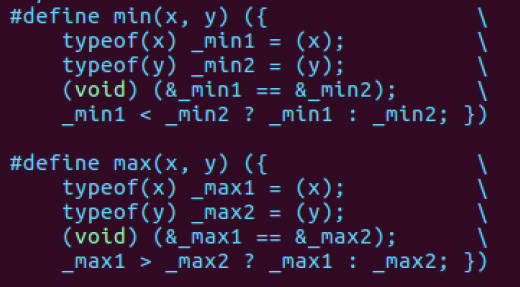 #define min(x, y) ({ \
    typeof(x) _min1 = (x); \
    typeof(y) _min2 = (y); \
    (void) (&_min1 == &_min2); \
    _min1 < _min2 ? _min1 : _min2; })

#define max(x, y) ({ \
    typeof(x) _max1 = (x); \
    typeof(y) _max2 = (y); \
    (void) (&_max1 == &_max2); \
    _max1 > _max2 ? _max1 : _max2; })